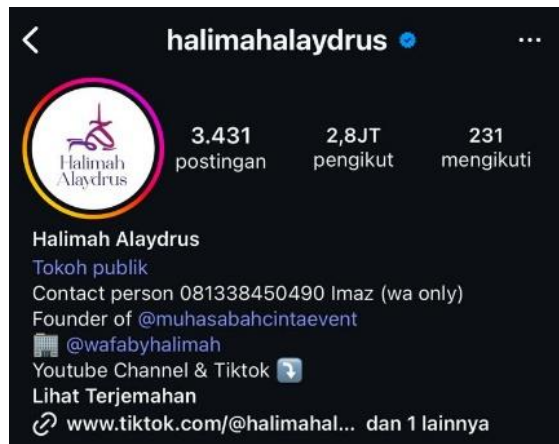 halimahalaydrus
Halimah
Alaydrus
3.431 2,8JT 231
postingan pengikut mengikuti
Halimah Alaydrus
Tokoh publik
Contact person 081338450490 Imaz (wa only)
Founder of @muhasabahcintaevent
@wafabyhalimah
Youtube Channel & Tiktok
Lihat Terjemahan
www.tiktok.com/@halimahal... dan 1 lainnya